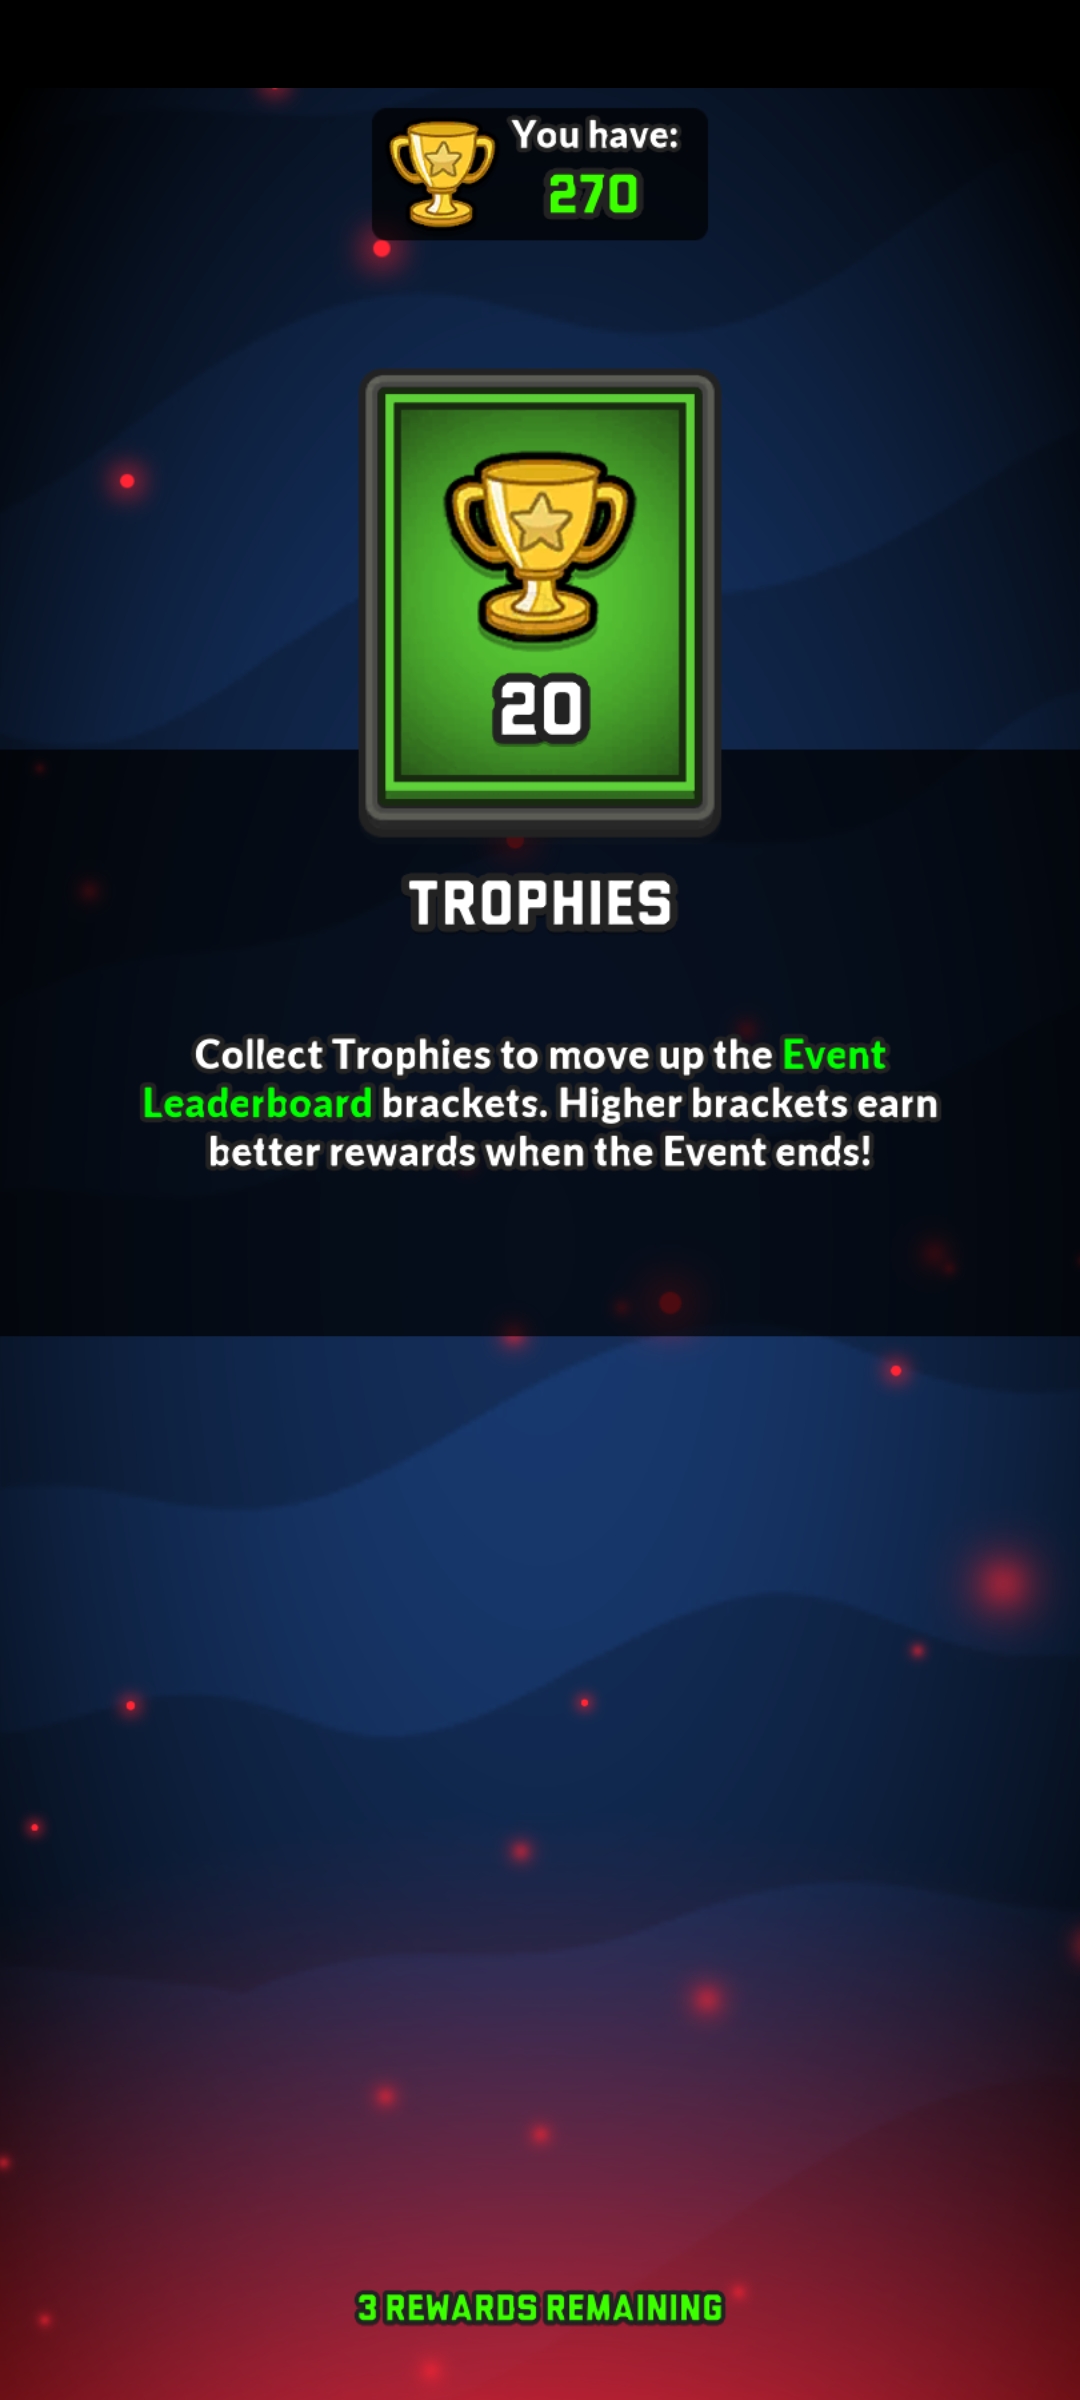 You have:
270
20
TROPHIES
Collect Trophies to move up the Event
Leaderboard brackets. Higher brackets earn
better rewards when the Event ends!
3 REWARDS REMAINING